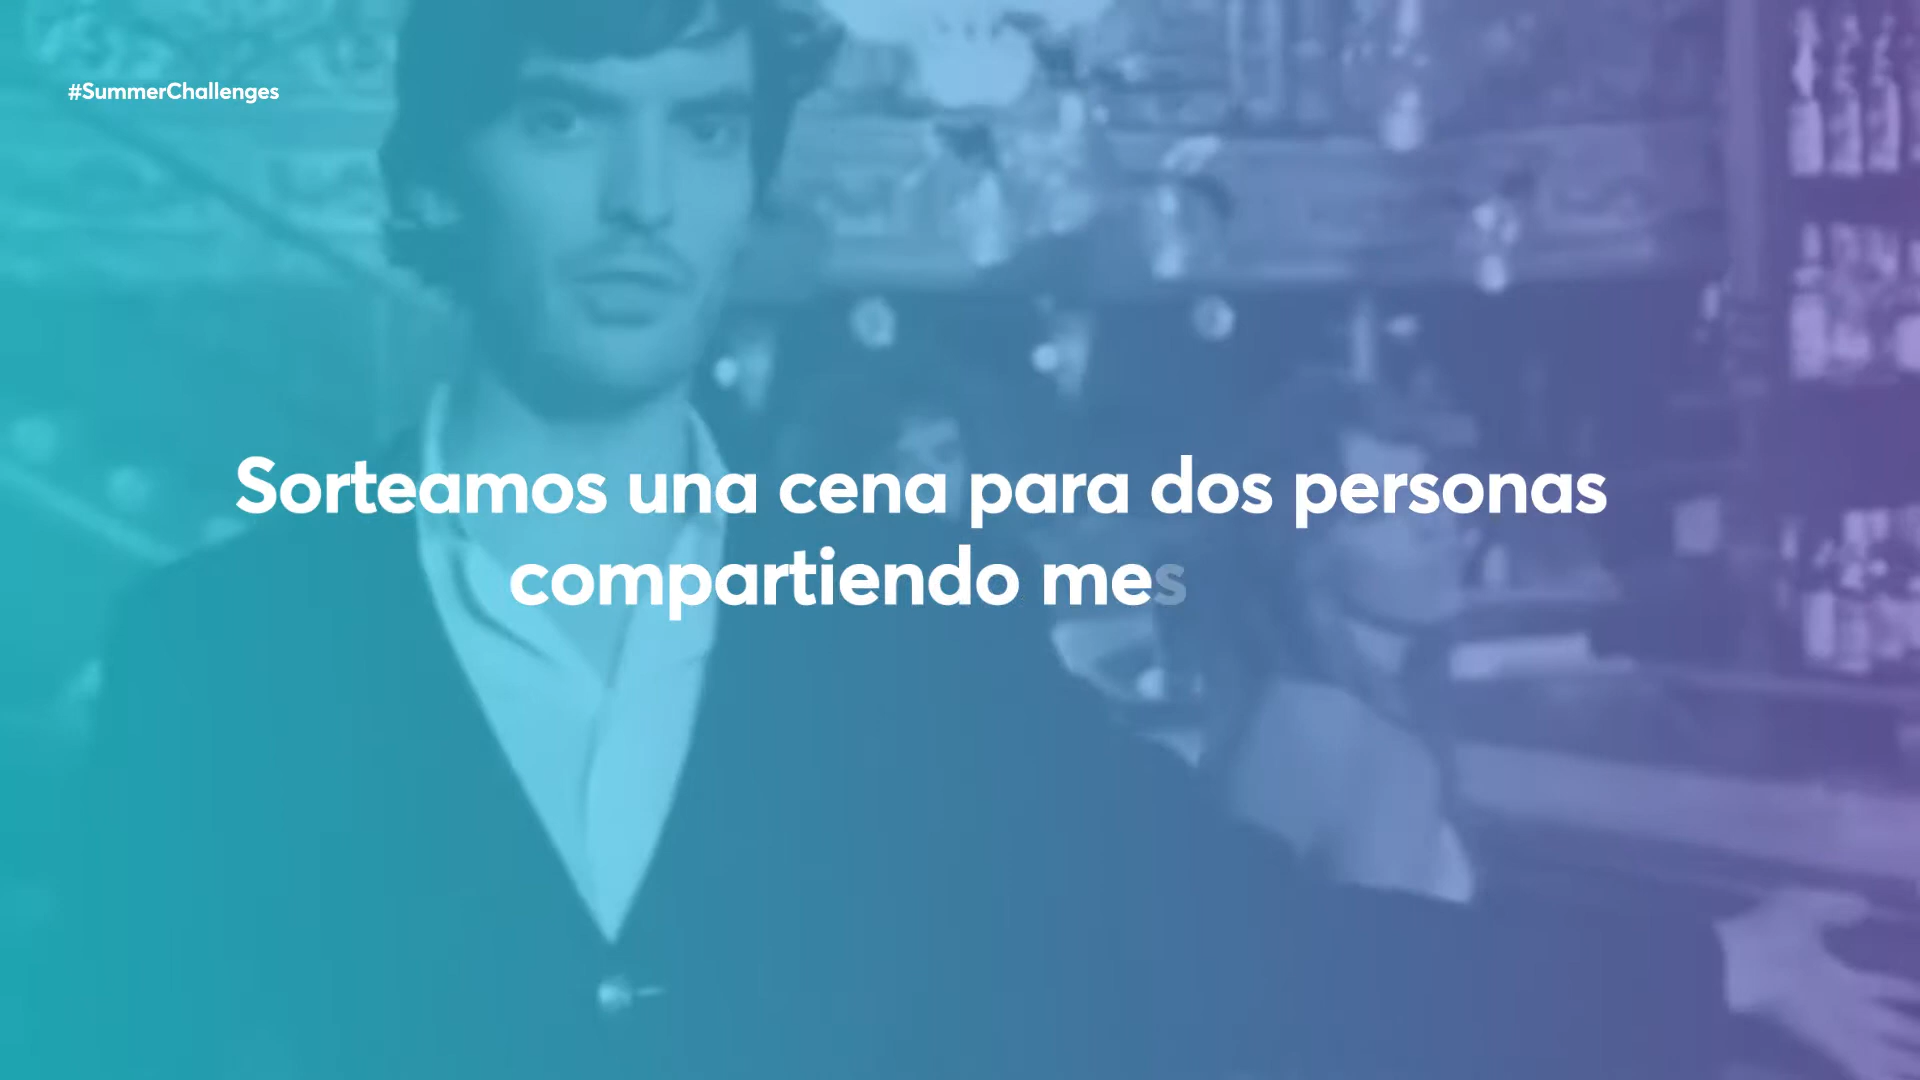 #SummerChallenges
Sorteamos una cena para dos personas
compartiendo mes